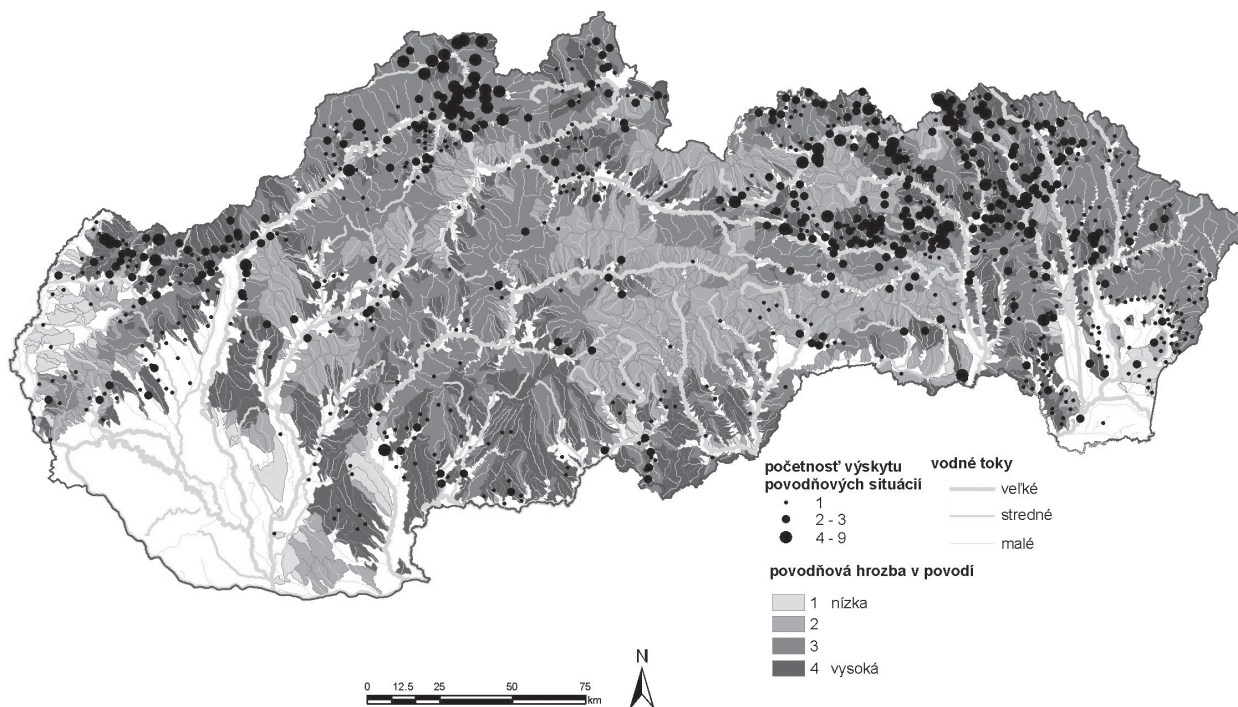 početnosť výskytu
povodňových situácií
1
2 - 3
4 - 9
vodné toky
veľké
stredné
malé
povodňová hrozba v povodí
1 nízka
2
3
4 vysoká
N
0 12.5 25 50 75
km